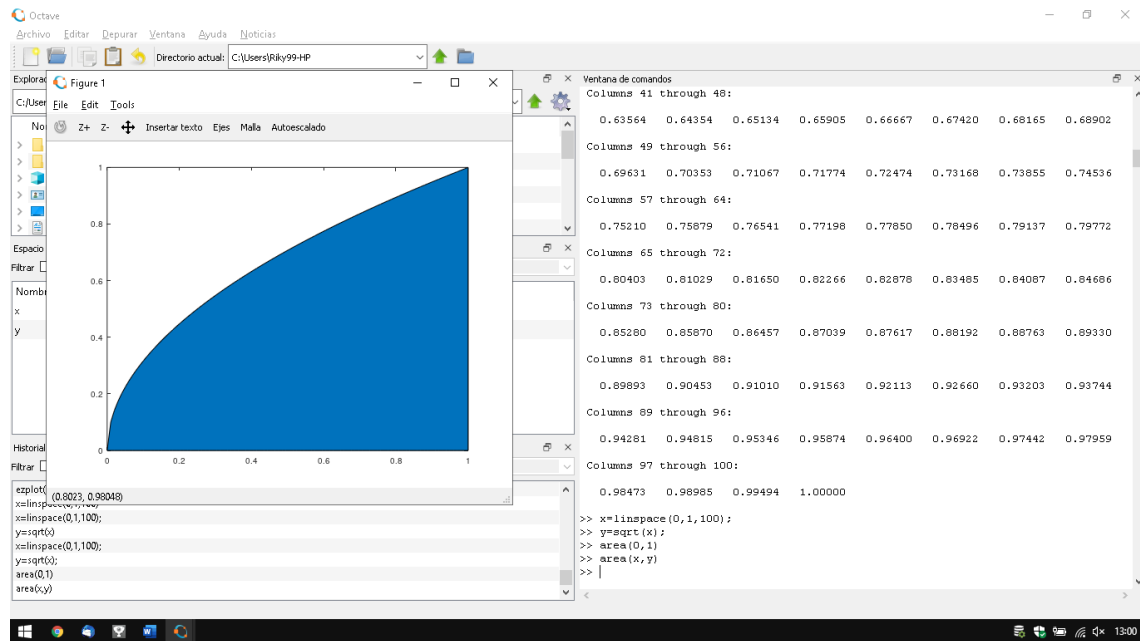 Octave
Archivo Editar Depurar Ventana Ayuda Noticias
Directorio actual: C:\Users\Riky99-HP
Figure 1
File Edit Tools
Z+ Z- Insertar texto Ejes Malla Autoescalado
1
0.8
0.6
0.4
0.2
0
0 0.2 0.4 0.6 0.8 1
(0.8023, 0.98048)
C:/User
Espacio
Filtrar
x
y
Historial
Filtrar
ezplot(
x=linspace(0,1,100)
x=linspace(0,1,100);
y=sqrt(x)
x=linspace(0,1,100);
y=sqrt(x);
area(0,1)
area(x,y)
Ventana de comandos
Columns 41 through 48:
0.63564 0.64354 0.65134 0.65905 0.66667 0.67420 0.68165 0.68902
Columns 49 through 56:
0.69631 0.70353 0.71067 0.71774 0.72474 0.73168 0.73855 0.74536
Columns 57 through 64:
0.75210 0.75879 0.76541 0.77198 0.77850 0.78496 0.79137 0.79772
Columns 65 through 72:
0.80403 0.81029 0.81650 0.82266 0.82878 0.83485 0.84087 0.84686
Columns 73 through 80:
0.85280 0.85870 0.86457 0.87039 0.87617 0.88192 0.88763 0.89330
Columns 81 through 88:
0.89893 0.90453 0.91010 0.91563 0.92113 0.92660 0.93203 0.93744
Columns 89 through 96:
0.94281 0.94815 0.95346 0.95874 0.96400 0.96922 0.97442 0.97959
Columns 97 through 100:
0.98473 0.98985 0.99494 1.00000
>> x=linspace(0,1,100);
>> y=sqrt(x);
>> area(0,1)
>> area(x,y)
>>
13:00